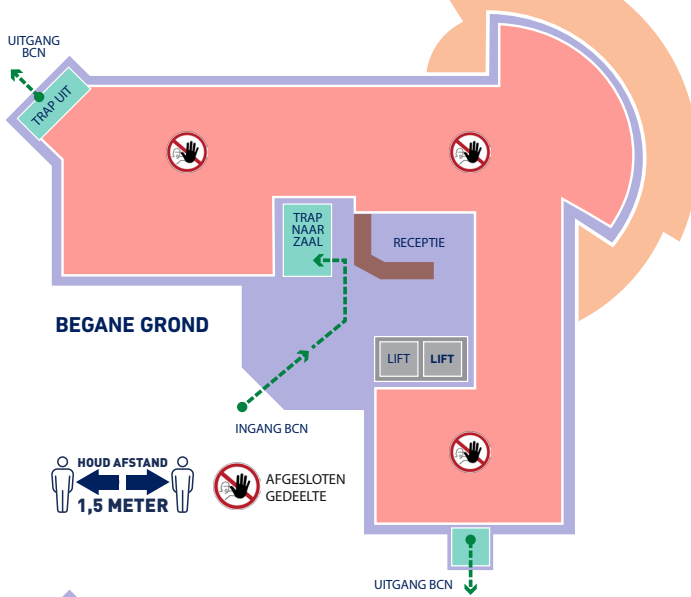 UITGANG
BCN
TRAP UIT
TRAP
NAAR
ZAAL
RECEPTIE
BEGANE GROND
LIFT
LIFT
INGANG BCN
HOUD AFSTAND
1,5 METER
AFGESLOTEN
GEDEELTE
UITGANG BCN